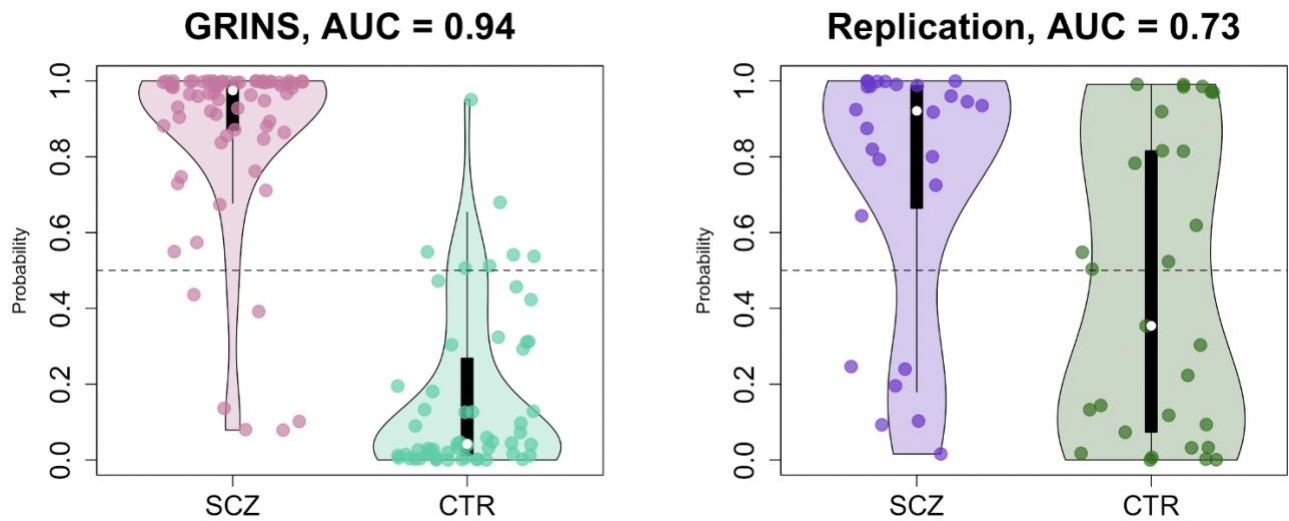 GRINS, AUC = 0.94
Probability
1.0
0.8
0.6
0.4
0.2
0.0
SCZ CTR
Replication, AUC = 0.73
Probability
1.0
0.8
0.6
0.4
0.2
0.0
SCZ CTR